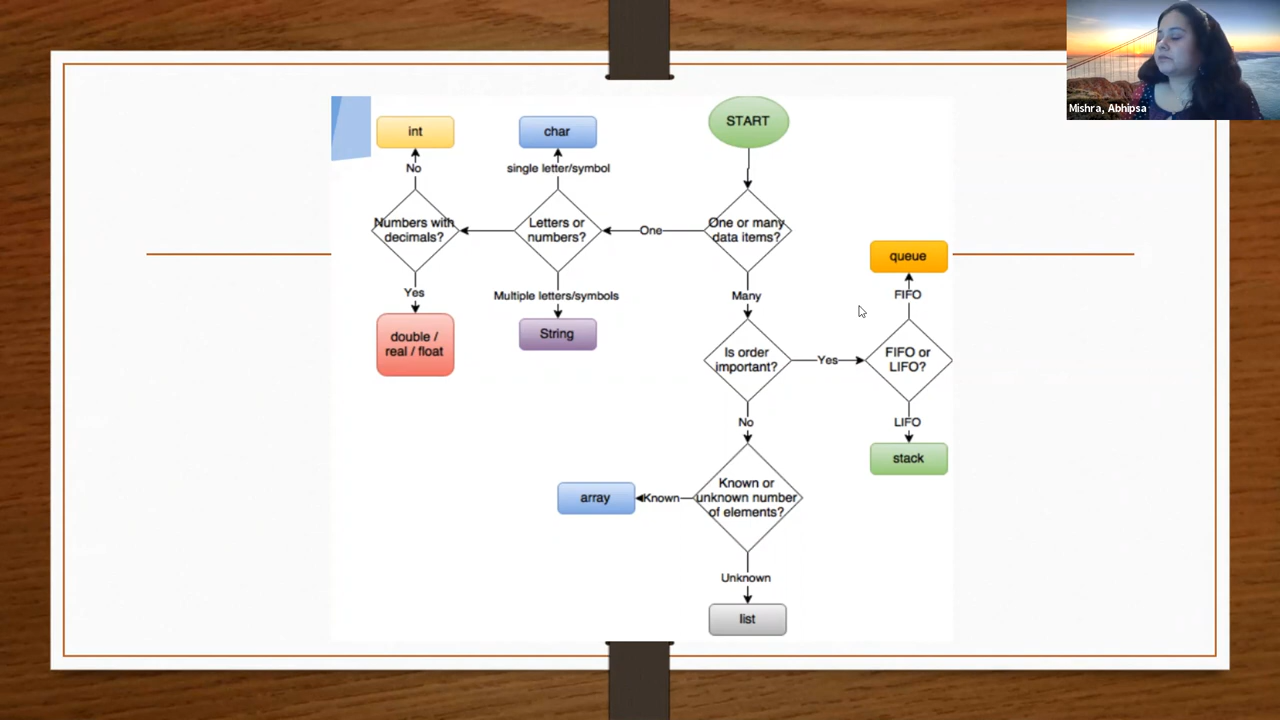 Mishra, Abhipsa
START
int
char
No
single letter/symbol
Numbers with
decimals?
Letters or
numbers?
One
One or many
data items?
queue
Yes
Multiple letters/symbols
Many
FIFO
double /
real / float
String
Is order
important?
Yes
FIFO or
LIFO?
No
LIFO
stack
array
Known
Known or
unknown number
of elements?
Unknown
list